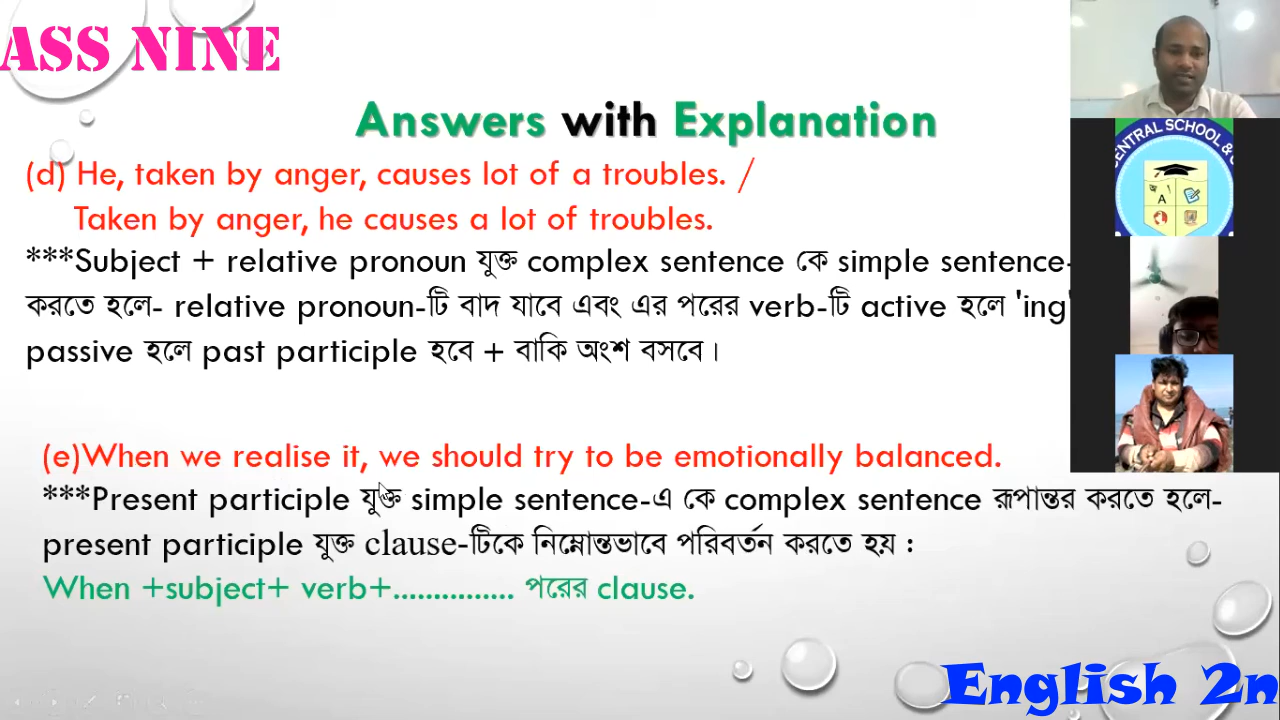 ASS NINE
Answers with Explanation
(d) He, taken by anger, causes lot of a troubles. /
Taken by anger, he causes a lot of troubles.
***Subject + relative pronoun যুক্ত complex sentence কে simple sentence-
করতে হলে- relative pronoun-টি বাদ যাবে এবং এর পরের verb-টি active হলে 'ing'
passive হলে past participle হবে + বাকি অংশ বসবে।
ENTRAL SCHOOL &
অ
A
(e)When we realise it, we should try to be emotionally balanced.
***Present participle যুক্ত simple sentence-এ কে complex sentence রূপান্তর করতে হলে-
present participle যুক্ত clause-টিকে নিম্নোক্তভাবে পরিবর্তন করতে হয় :
When +subject+ verb+............... পরের clause.
English 2n